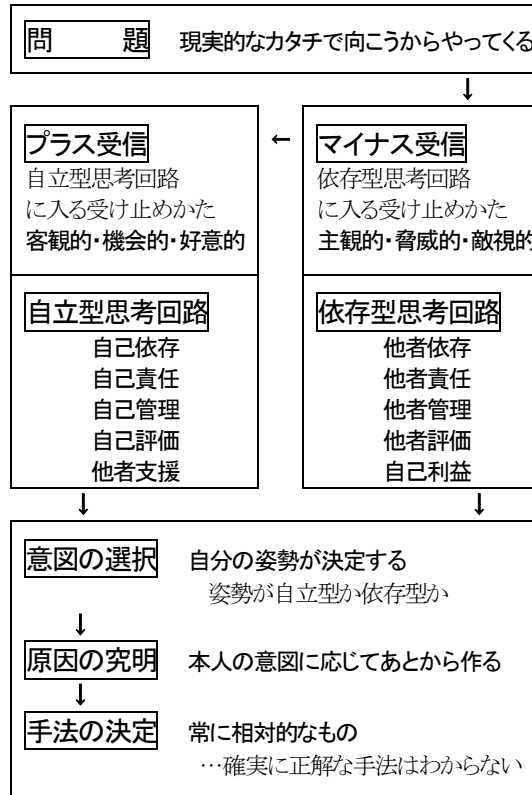 問　題　現実的なカタチで向こうからやってくる
↓
プラス受信
自立型思考回路
に入る受け止めかた
客観的・機会的・好意的
←
マイナス受信
依存型思考回路
に入る受け止めかた
主観的・脅威的・敵視的
自立型思考回路
自己依存
自己責任
自己管理
自己評価
他者支援
依存型思考回路
他者依存
他者責任
他者管理
他者評価
自己利益
↓ ↓
意図の選択　自分の姿勢が決定する
姿勢が自立型か依存型か
↓
原因の究明　本人の意図に応じてあとから作る
↓
手法の決定　常に相対的なもの
…確実に正解な手法はわからない